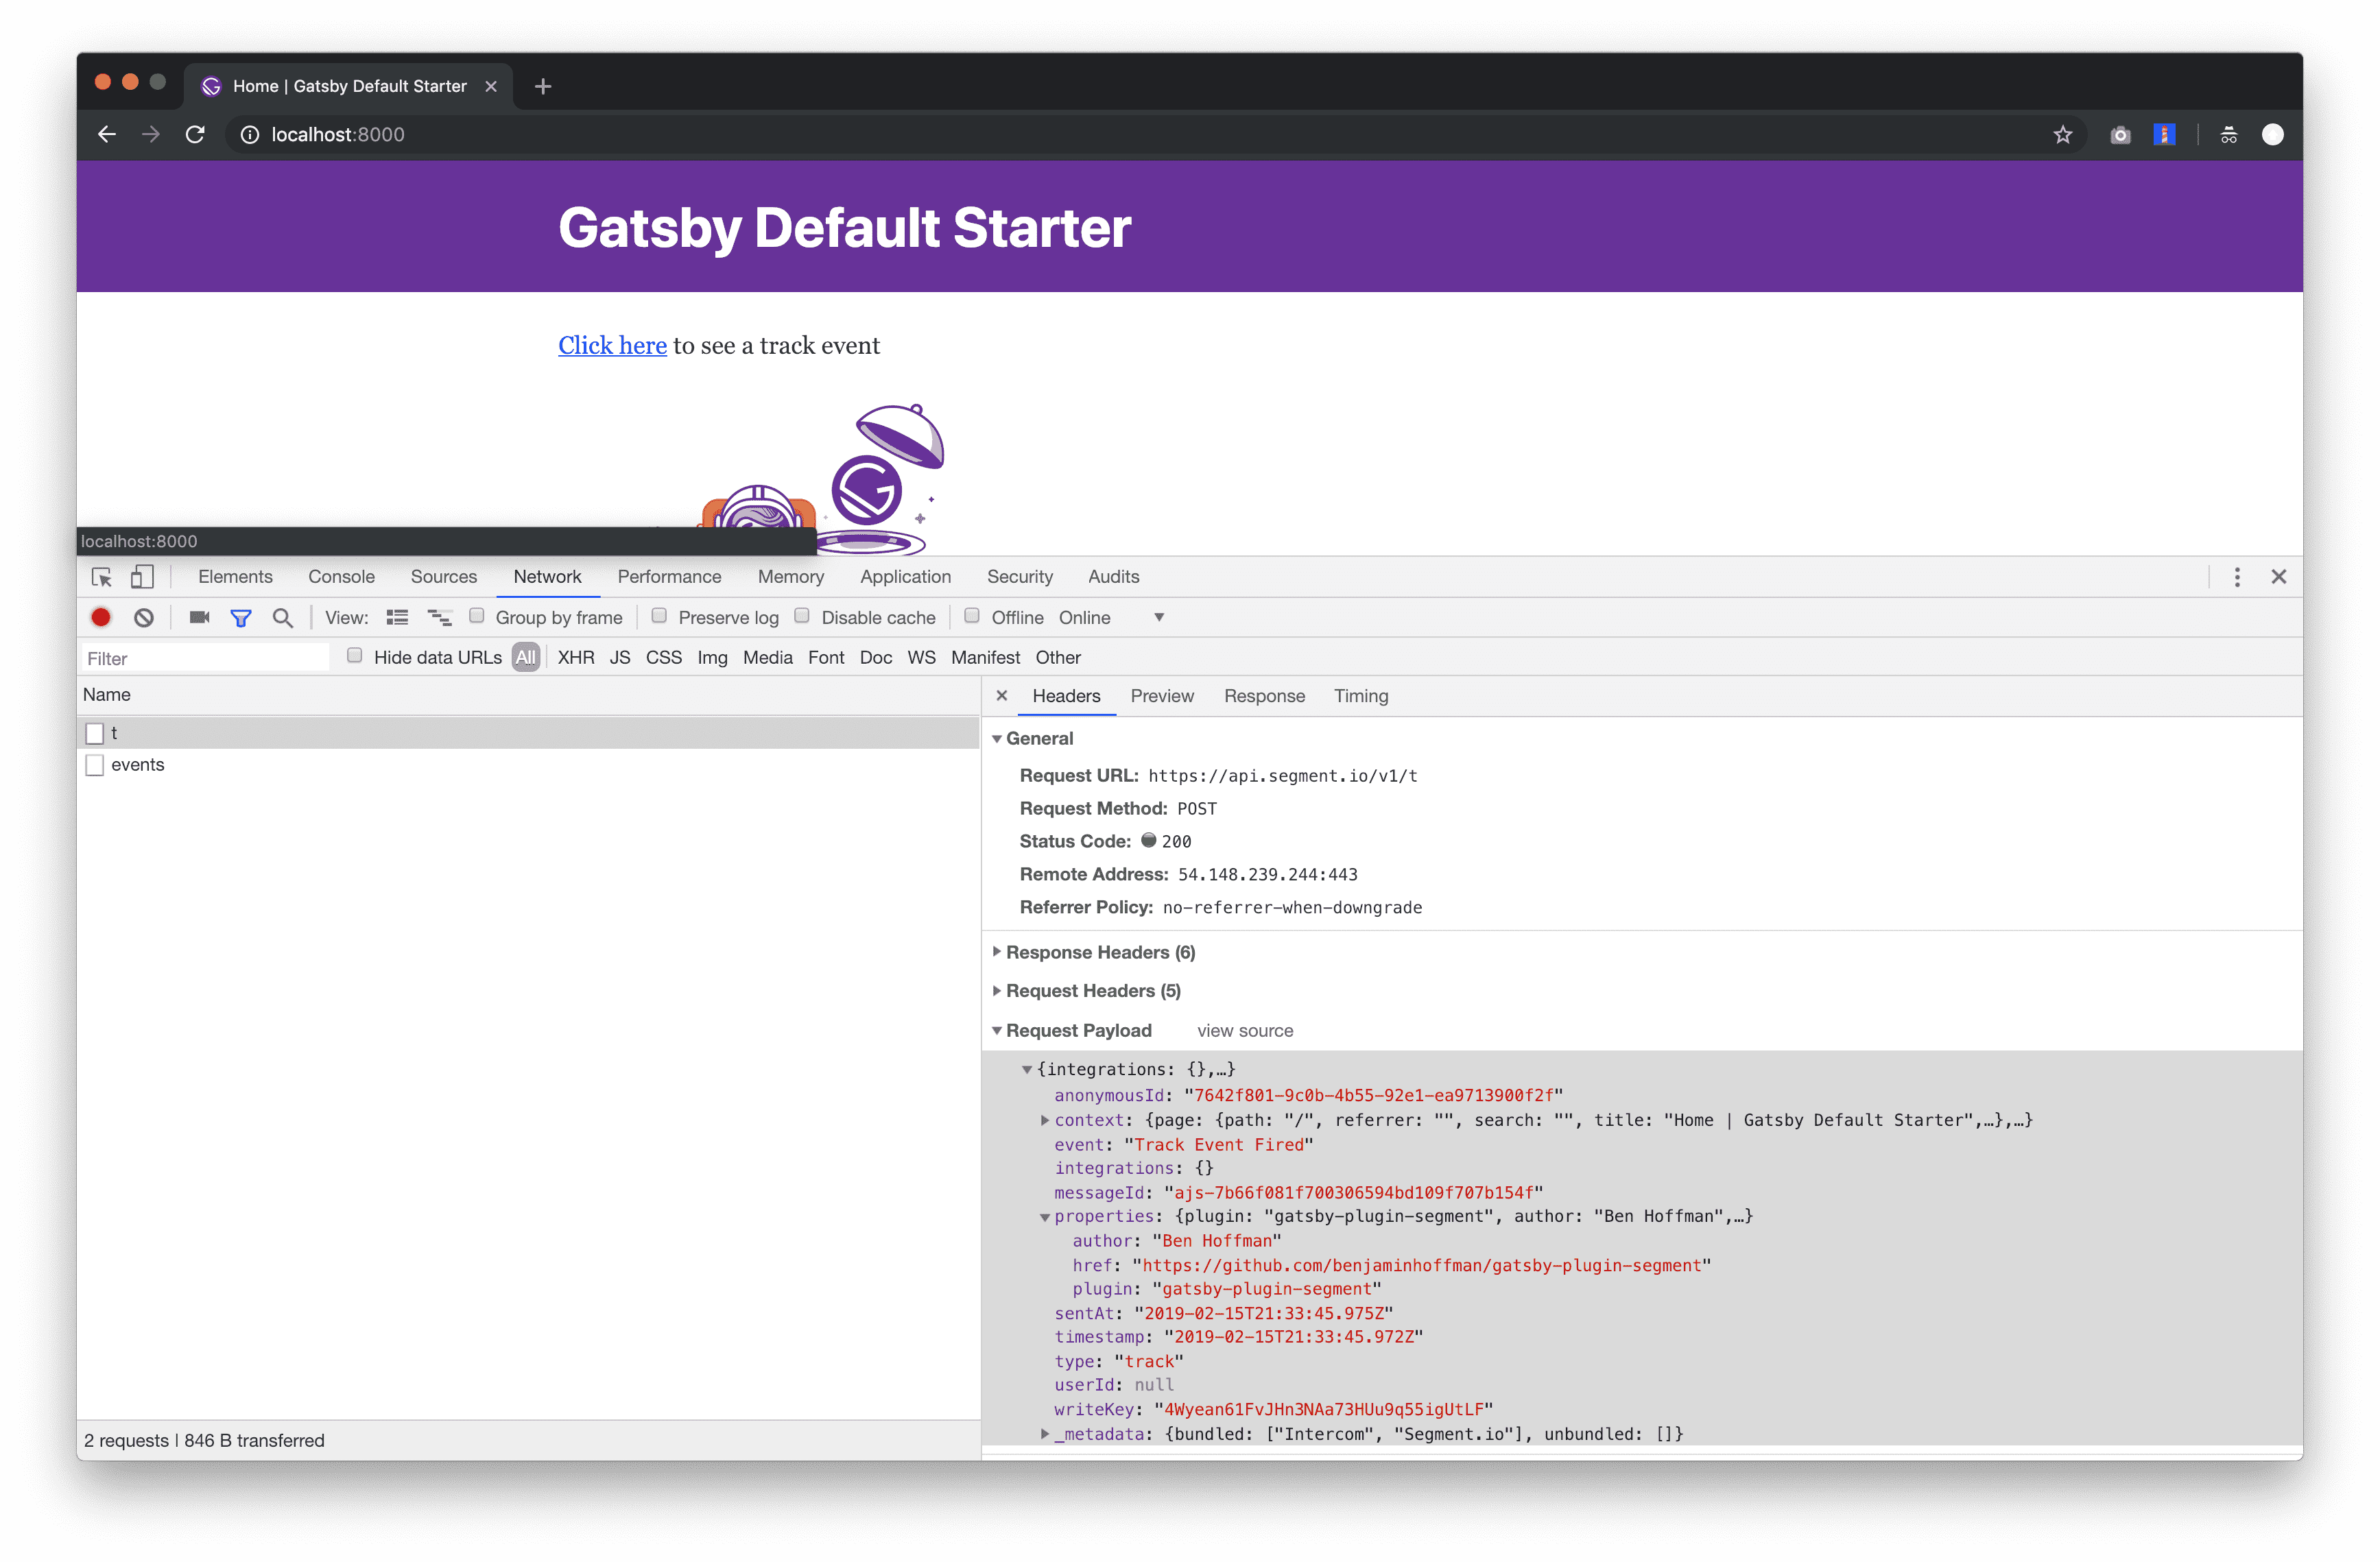 Home | Gatsby Default Starter
localhost:8000
Gatsby Default Starter
Click here to see a track event
localhost:8000
Elements Console Sources Network Performance Memory Application Security Audits
View: Group by frame Preserve log Disable cache Offline Online
Filter Hide data URLs All XHR JS CSS Img Media Font Doc WS Manifest Other
Name
t
events
2 requests | 846 B transferred
Headers Preview Response Timing
General
Request URL: https://api.segment.io/v1/t
Request Method: POST
Status Code: 200
Remote Address: 54.148.239.244:443
Referrer Policy: no-referrer-when-downgrade
Response Headers (6)
Request Headers (5)
Request Payload view source
{integrations: {},…}
anonymousId: "7642f801-9c0b-4b55-92e1-ea9713900f2f"
context: {page: {path: "/", referrer: "", search: "", title: "Home | Gatsby Default Starter",…},…}
event: "Track Event Fired"
integrations: {}
messageId: "ajs-7b66f081f700306594bd109f707b154f"
properties: {plugin: "gatsby-plugin-segment", author: "Ben Hoffman",…}
author: "Ben Hoffman"
href: "https://github.com/benjaminhoffman/gatsby-plugin-segment"
plugin: "gatsby-plugin-segment"
sentAt: "2019-02-15T21:33:45.975Z"
timestamp: "2019-02-15T21:33:45.972Z"
type: "track"
userId: null
writeKey: "4Wyean61FvJHn3NAa73HUu9q55igUtLF"
_metadata: {bundled: ["Intercom", "Segment.io"], unbundled: []}